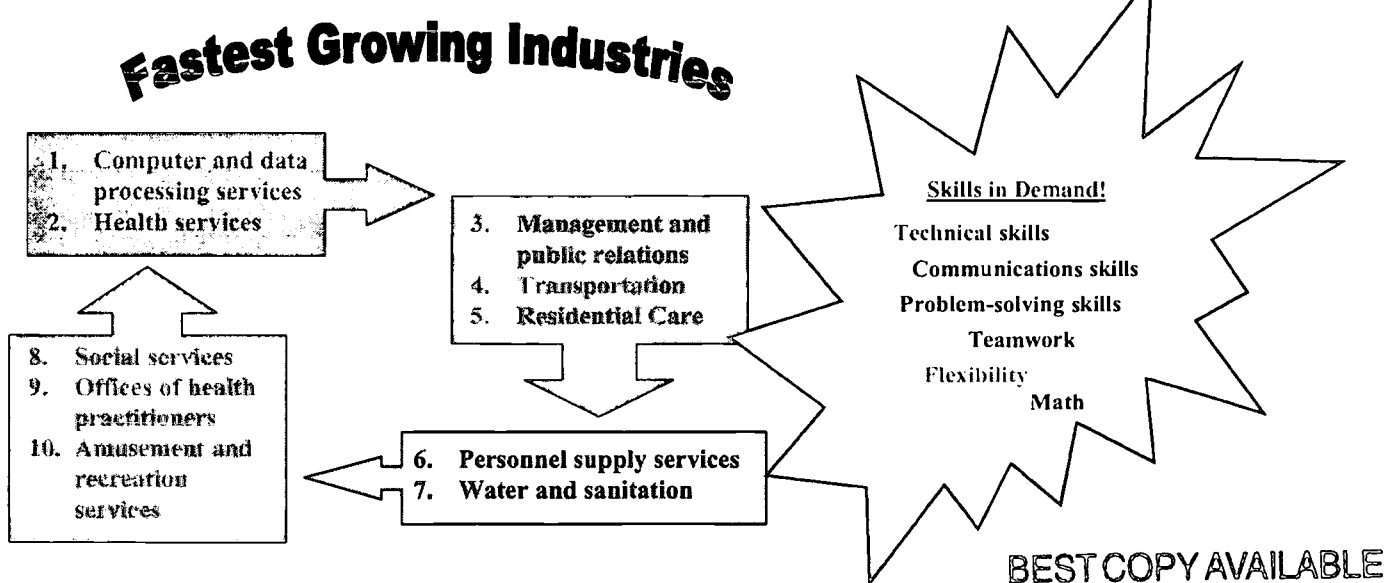 Fastest Growing Industries
1. Computer and data
processing services
2. Health services
3. Management and
public relations
4. Transportation
5. Residential Care
6. Personnel supply services
7. Water and sanitation
8. Social services
9. Offices of health
practitioners
10. Amusement and
recreation
services
Skills in Demand!
Technical skills
Communications skills
Problem-solving skills
Teamwork
Flexibility
Math
BEST COPY AVAILABLE